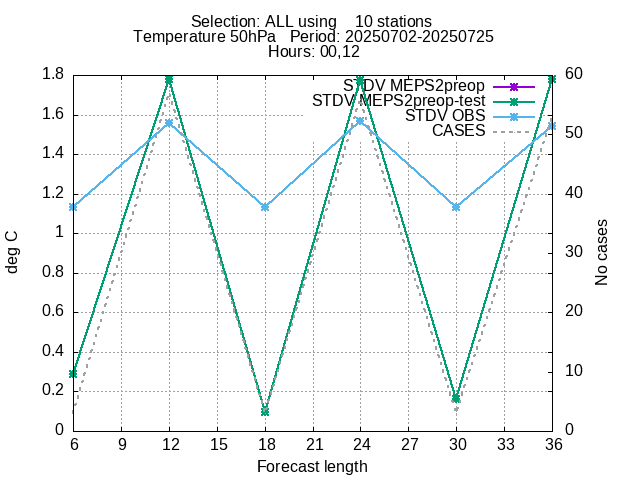 Selection: ALL using    10 stations
Temperature 50hPa   Period: 20250702-20250725
Hours: 00,12
STDV MEPS2preop
STDV MEPS2preop-test
STDV OBS
CASES
1.8
1.6
1.4
1.2
1
0.8
0.6
0.4
0.2
0
deg C
60
50
40
30
20
10
0
No cases
6 9 12 15 18 21 24 27 30 33 36
Forecast length